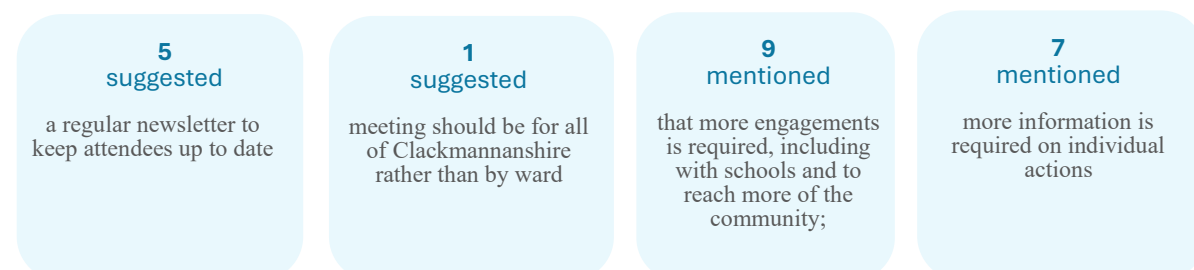 5
suggested
a regular newsletter to
keep attendees up to date
1
suggested
meeting should be for all
of Clackmannanshire
rather than by ward
9
mentioned
that more engagements
is required, including
with schools and to
reach more of the
community;
7
mentioned
more information is
required on individual
actions